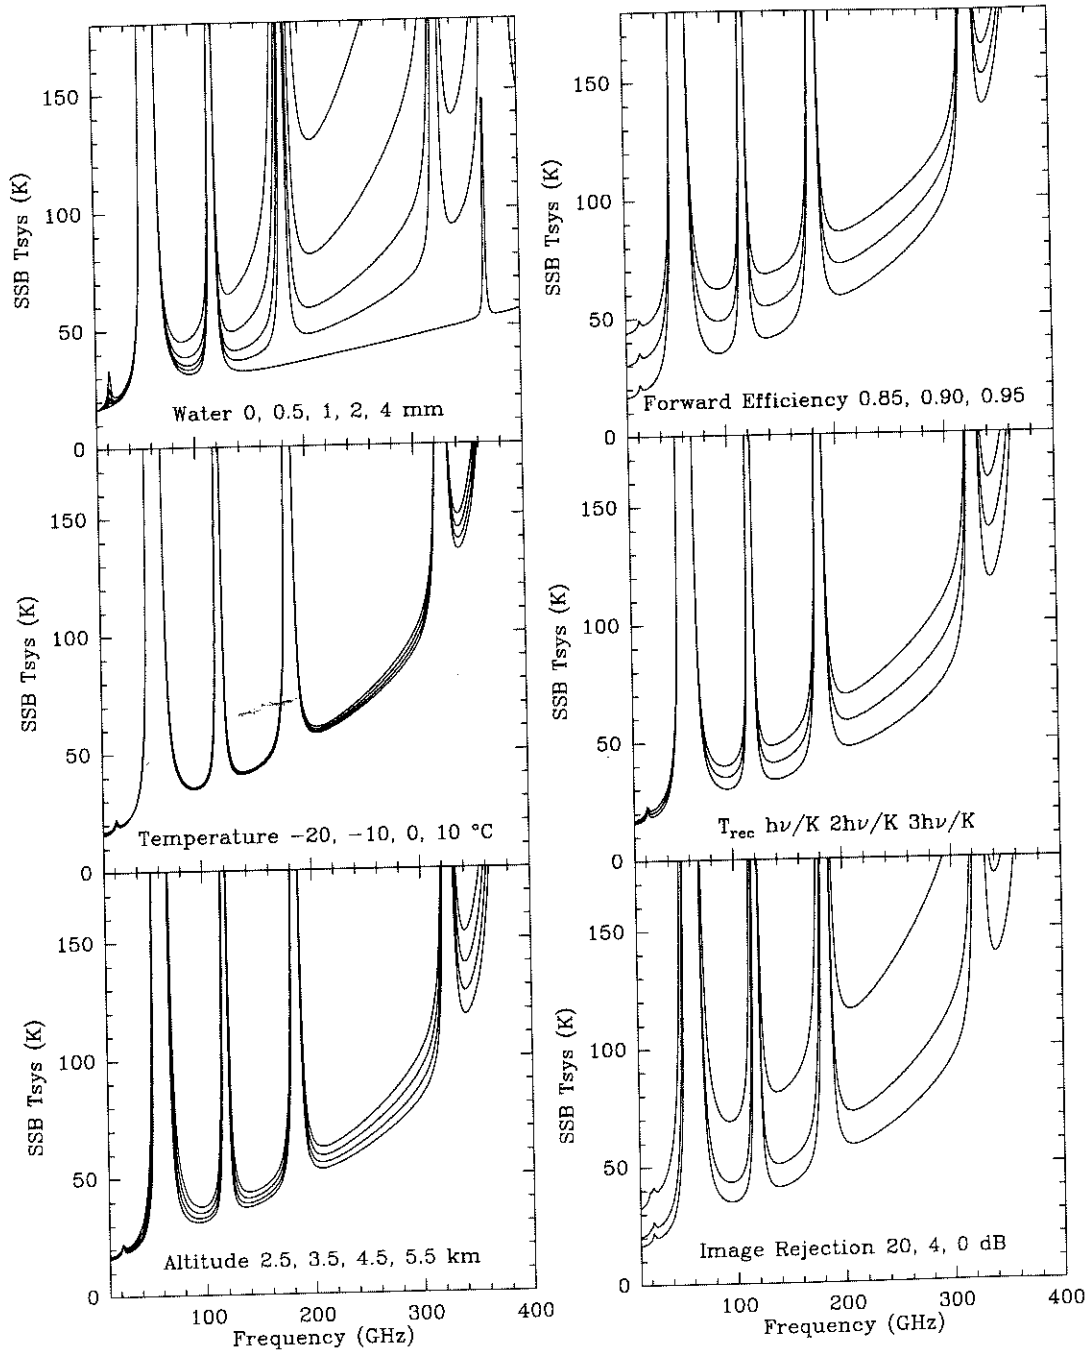 150
100
50
0
SSB Tsys (K)
Water 0, 0.5, 1, 2, 4 mm
150
100
50
0
SSB Tsys (K)
Forward Efficiency 0.85, 0.90, 0.95
150
100
50
0
SSB Tsys (K)
Temperature −20, −10, 0, 10 °C
150
100
50
0
SSB Tsys (K)
T_rec hν/K 2hν/K 3hν/K
150
100
50
0
SSB Tsys (K)
Altitude 2.5, 3.5, 4.5, 5.5 km
100 200 300 400
Frequency (GHz)
150
100
50
0
SSB Tsys (K)
Image Rejection 20, 4, 0 dB
100 200 300 400
Frequency (GHz)